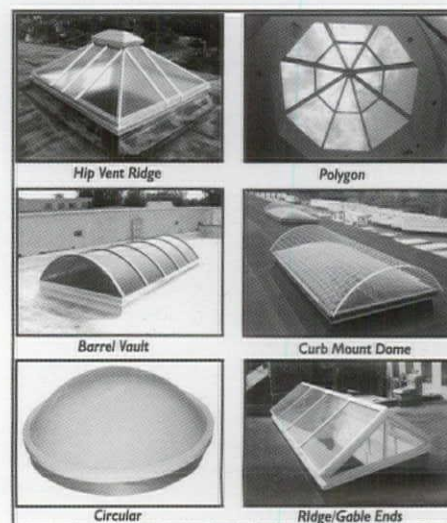 Hip Vent Ridge
Polygon
Barrel Vault
Curb Mount Dome
Circular
Ridge/Gable Ends